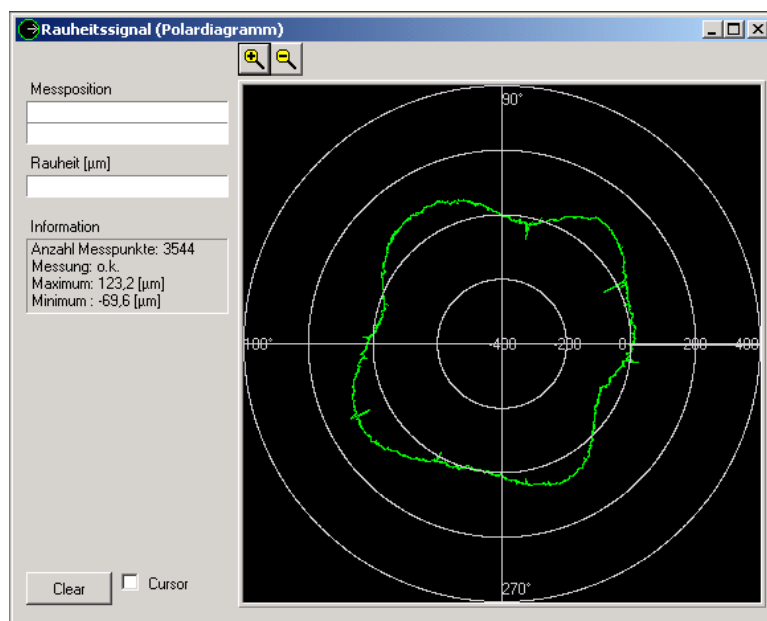 Rauheitssignal (Polardiagramm)
Messposition
Rauheit [µm]
Information
Anzahl Messpunkte: 3544
Messung: o.k.
Maximum: 123,2 [µm]
Minimum : -69,6 [µm]
Clear
Cursor
90°
100°
-400
-200
0
200
400
270°